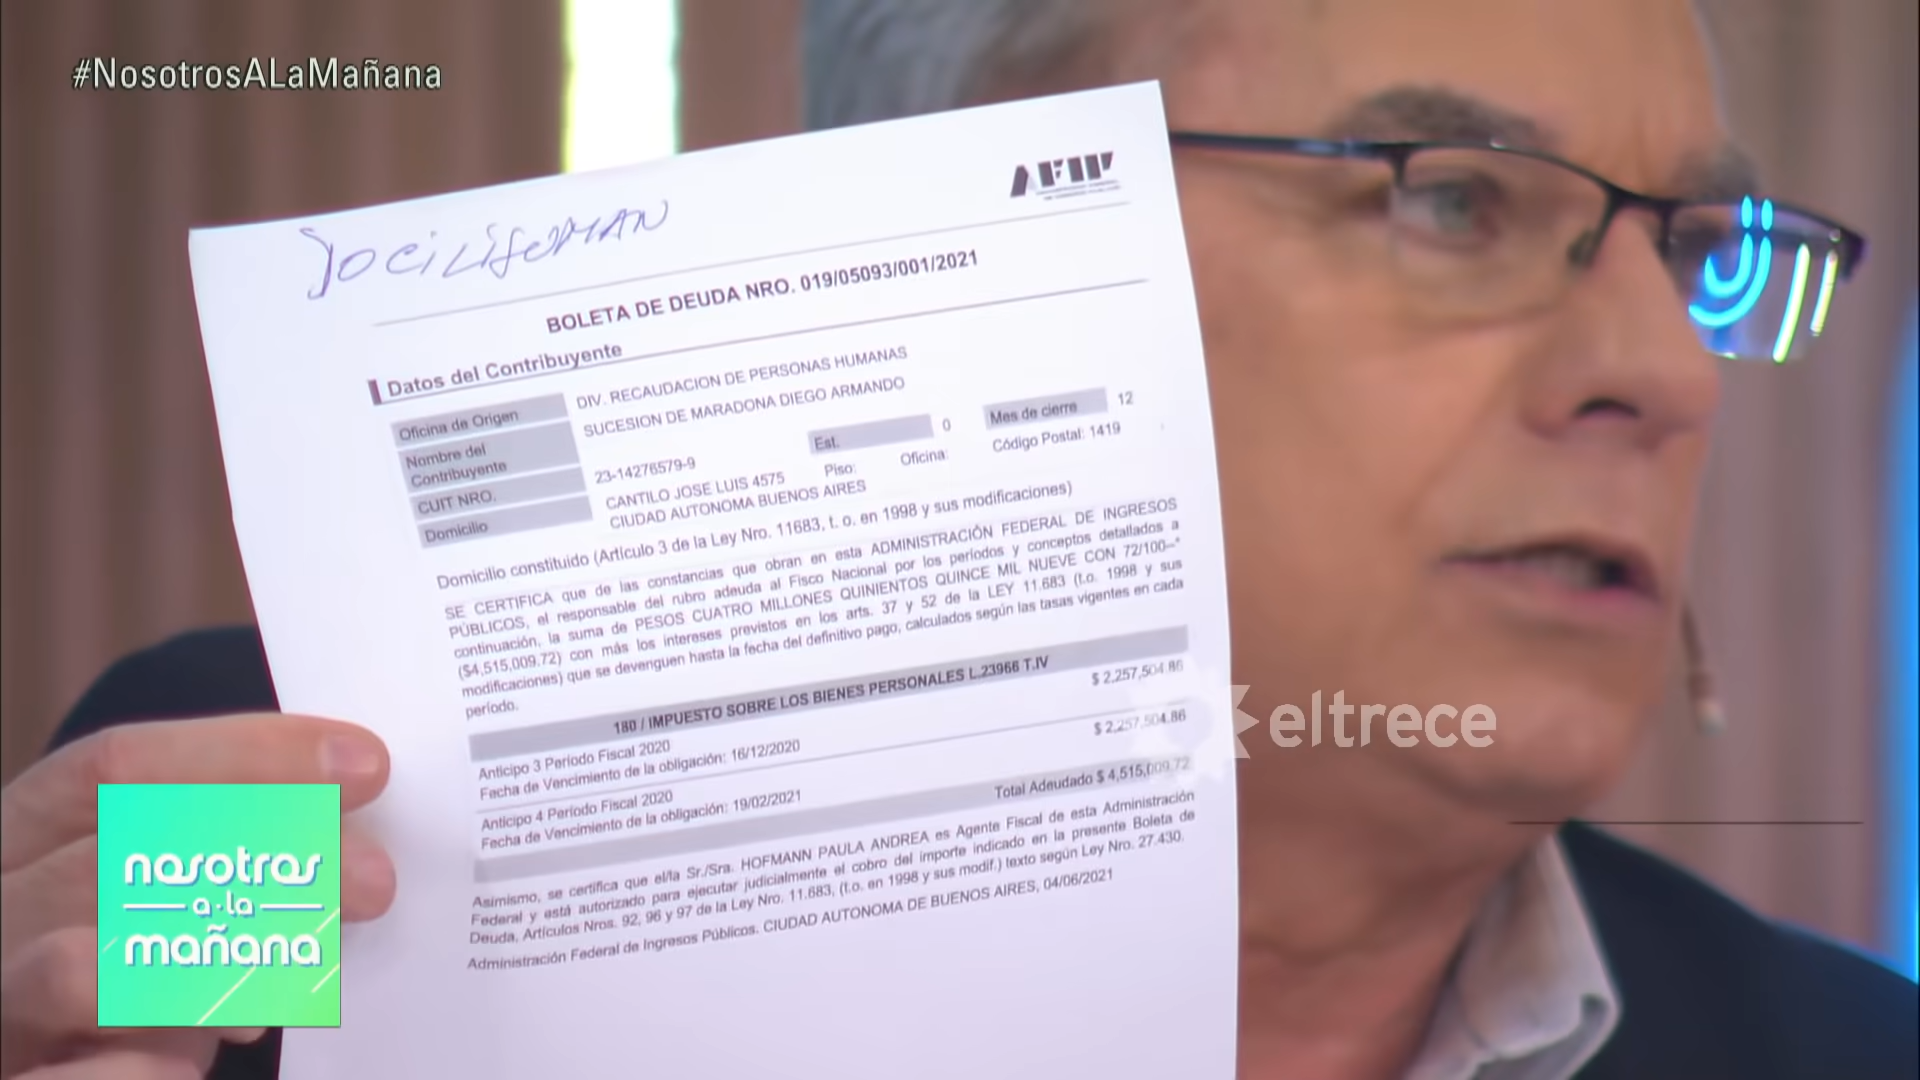 #NosotrosALaMañana
AFIP
BOLETA DE DEUDA NRO. 019/05093/001/2021
Datos del Contribuyente
Oficina de Origen DIV. RECAUDACION DE PERSONAS HUMANAS
Nombre del Contribuyente SUCESION DE MARADONA DIEGO ARMANDO
CUIT NRO. 23-14276579-9 Est. 0 Mes de cierre 12
Domicilio CANTILO JOSE LUIS 4575 Piso: Oficina: Código Postal: 1419
CIUDAD AUTONOMA BUENOS AIRES
Domicilio constituido (Artículo 3 de la Ley Nro. 11683, t. o. en 1998 y sus modificaciones)
SE CERTIFICA que de las constancias que obran en esta ADMINISTRACIÓN FEDERAL DE INGRESOS
PÚBLICOS, el responsable del rubro adeuda al Fisco Nacional por los períodos y conceptos detallados a
continuación, la suma de PESOS CUATRO MILLONES QUINIENTOS QUINCE MIL NUEVE CON 72/100--*
($4,515,009.72) con más los intereses previstos en los arts. 37 y 52 de la LEY 11.683 (t.o. 1998 y sus
modificaciones) que se devenguen hasta la fecha del definitivo pago, calculados según las tasas vigentes en cada
período.
180 / IMPUESTO SOBRE LOS BIENES PERSONALES L.23966 T.IV
Anticipo 3 Período Fiscal 2020 $ 2,257,504.86
Fecha de Vencimiento de la obligación: 16/12/2020
Anticipo 4 Período Fiscal 2020 $ 2,257,504.86
Fecha de Vencimiento de la obligación: 19/02/2021
Total Adeudado $ 4,515,009.72
Asimismo, se certifica que el/la Sr./Sra. HOFMANN PAULA ANDREA es Agente Fiscal de esta Administración
Federal y está autorizado para ejecutar judicialmente el cobro del importe indicado en la presente Boleta de
Deuda, Artículos Nros. 92, 96 y 97 de la Ley Nro. 11.683, (t.o. en 1998 y sus modif.) texto según Ley Nro. 27.430.
Administración Federal de Ingresos Públicos. CIUDAD AUTONOMA DE BUENOS AIRES, 04/06/2021
eltrece
nosotros
a·la
mañana